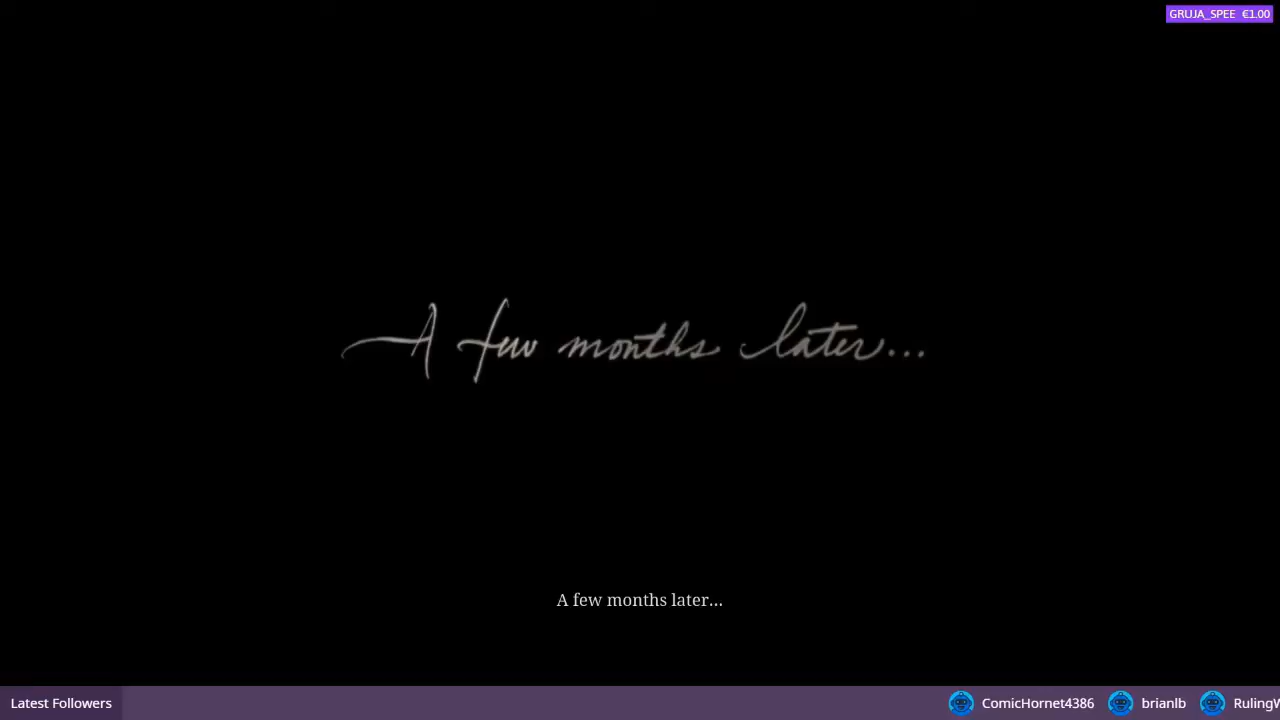 GRUJA_SPEE €1.00
A few months later...
A few months later...
Latest Followers
ComicHornet4386
brianlb